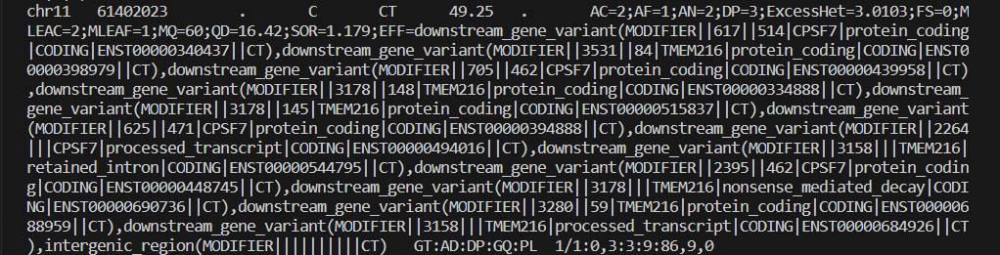 chr11 61402023 . C CT 49.25 . AC=2;AF=1;AN=2;DP=3;ExcessHet=3.0103;FS=0;M
LEAC=2;MLEAF=1;MQ=60;QD=16.42;SOR=1.179;EFF=downstream_gene_variant(MODIFIER||617||514|CPSF7|protein_coding
|CODING|ENST00000340437||CT),downstream_gene_variant(MODIFIER||3531||84|TMEM216|protein_coding|CODING|ENST0
0000398979||CT),downstream_gene_variant(MODIFIER||705||462|CPSF7|protein_coding|CODING|ENST00000439958||CT)
,downstream_gene_variant(MODIFIER||3178||148|TMEM216|protein_coding|CODING|ENST00000334888||CT),downstream_
gene_variant(MODIFIER||3178||145|TMEM216|protein_coding|CODING|ENST00000515837||CT),downstream_gene_variant
(MODIFIER||625||471|CPSF7|protein_coding|CODING|ENST00000394888||CT),downstream_gene_variant(MODIFIER||2264
|||CPSF7|processed_transcript|CODING|ENST00000494016||CT),downstream_gene_variant(MODIFIER||3158|||TMEM216|
retained_intron|CODING|ENST00000544795||CT),downstream_gene_variant(MODIFIER||2395||462|CPSF7|protein_codin
g|CODING|ENST00000448745||CT),downstream_gene_variant(MODIFIER||3178|||TMEM216|nonsense_mediated_decay|CODI
NG|ENST00000690736||CT),downstream_gene_variant(MODIFIER||3280||59|TMEM216|protein_coding|CODING|ENST000006
88959||CT),downstream_gene_variant(MODIFIER||3158|||TMEM216|processed_transcript|CODING|ENST00000684926||CT
),intergenic_region(MODIFIER||||||||||CT) GT:AD:DP:GQ:PL 1/1:0,3:3:9:86,9,0